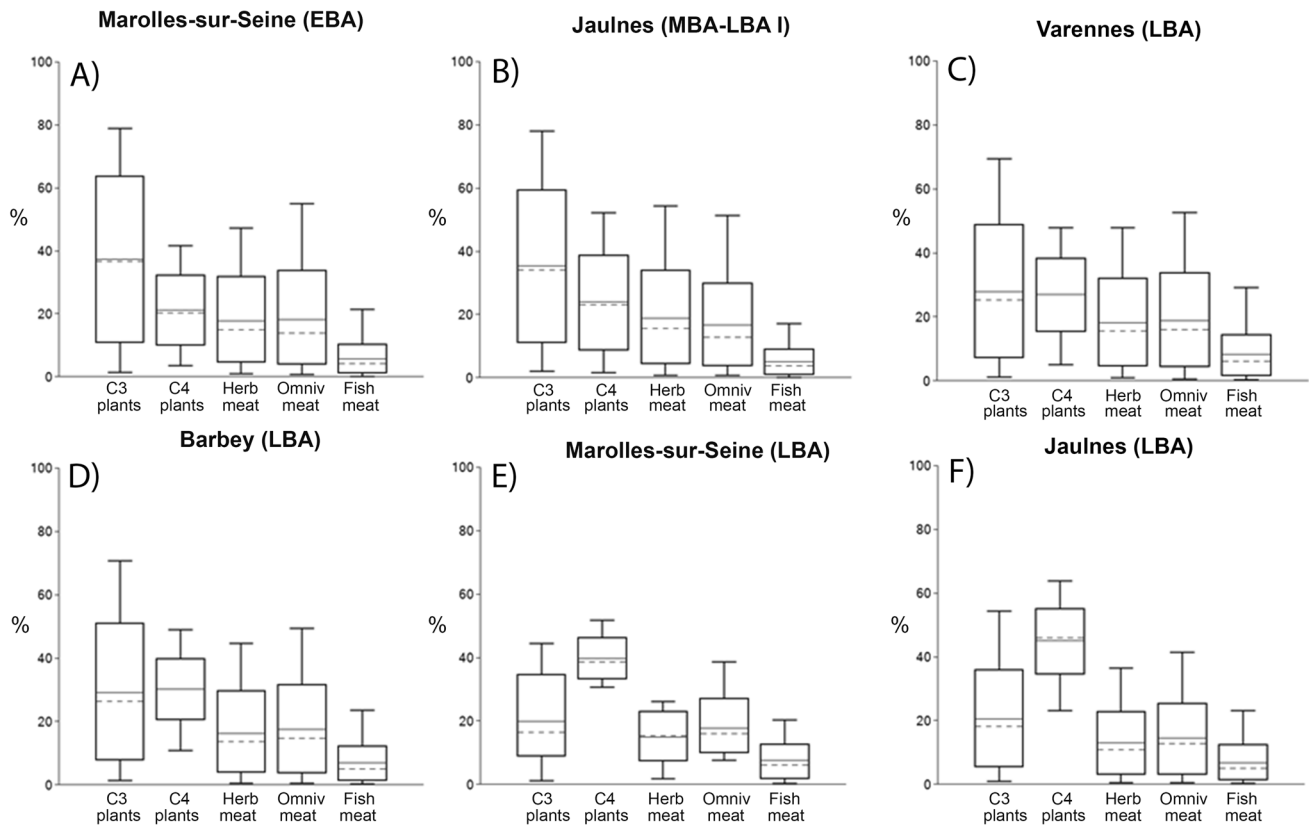 Marolles-sur-Seine (EBA)
A)
100
80
60
%
40
20
0
C3 plants
C4 plants
Herb meat
Omniv meat
Fish meat
Jaulnes (MBA-LBA I)
B)
100
80
60
%
40
20
0
C3 plants
C4 plants
Herb meat
Omniv meat
Fish meat
Varennes (LBA)
C)
100
80
60
%
40
20
0
C3 plants
C4 plants
Herb meat
Omniv meat
Fish meat
Barbey (LBA)
D)
100
80
60
%
40
20
0
C3 plants
C4 plants
Herb meat
Omniv meat
Fish meat
Marolles-sur-Seine (LBA)
E)
100
80
60
%
40
20
0
C3 plants
C4 plants
Herb meat
Omniv meat
Fish meat
Jaulnes (LBA)
F)
100
80
60
%
40
20
0
C3 plants
C4 plants
Herb meat
Omniv meat
Fish meat